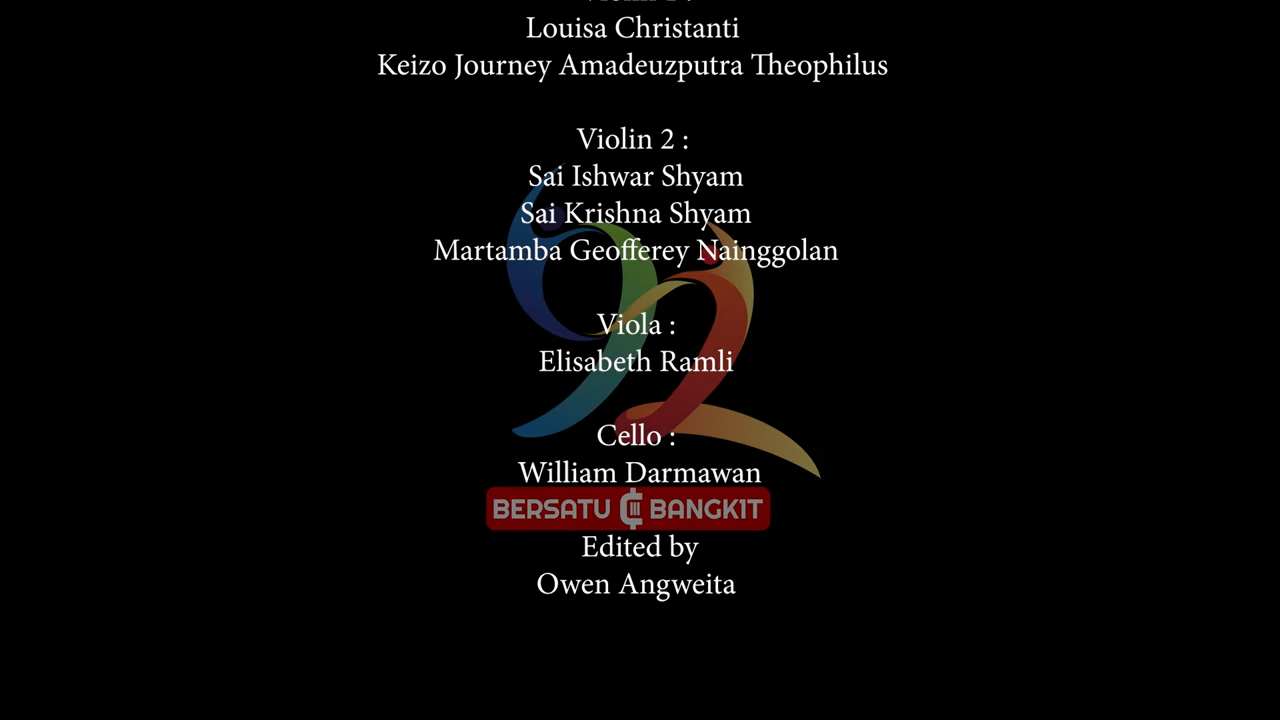 Louisa Christanti
Keizo Journey Amadeuzputra Theophilus
Violin 2 :
Sai Ishwar Shyam
Sai Krishna Shyam
Martamba Geofferey Nainggolan
Viola :
Elisabeth Ramli
Cello :
William Darmawan
BERSATU BANGKIT
Edited by
Owen Angweita